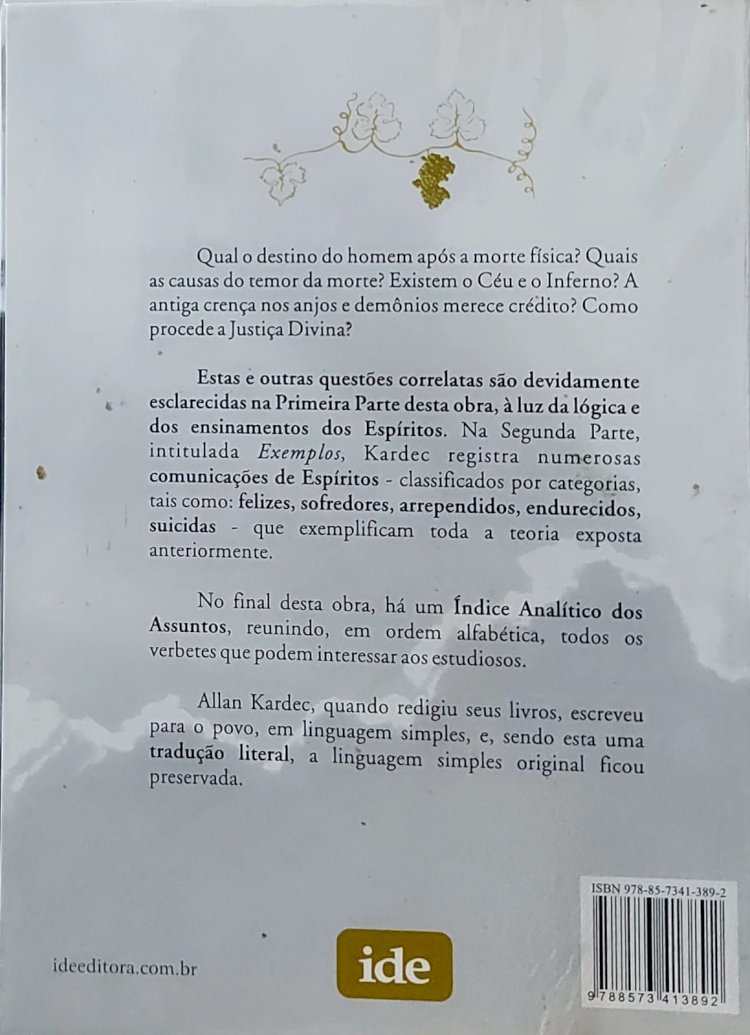 Qual o destino do homem após a morte física? Quais
as causas do temor da morte? Existem o Céu e o Inferno? A
antiga crença nos anjos e demônios merece crédito? Como
procede a Justiça Divina?
Estas e outras questões correlatas são devidamente
esclarecidas na Primeira Parte desta obra, à luz da lógica e
dos ensinamentos dos Espíritos. Na Segunda Parte,
intitulada Exemplos, Kardec registra numerosas
comunicações de Espíritos - classificados por categorias,
tais como: felizes, sofredores, arrependidos, endurecidos,
suicidas - que exemplificam toda a teoria exposta
anteriormente.
No final desta obra, há um Índice Analítico dos
Assuntos, reunindo, em ordem alfabética, todos os
verbetes que podem interessar aos estudiosos.
Allan Kardec, quando redigiu seus livros, escreveu
para o povo, em linguagem simples, e, sendo esta uma
tradução literal, a linguagem simples original ficou
preservada.
ISBN 978-85-7341-389-2
9 788573 413892
ideeditora.com.br
ide